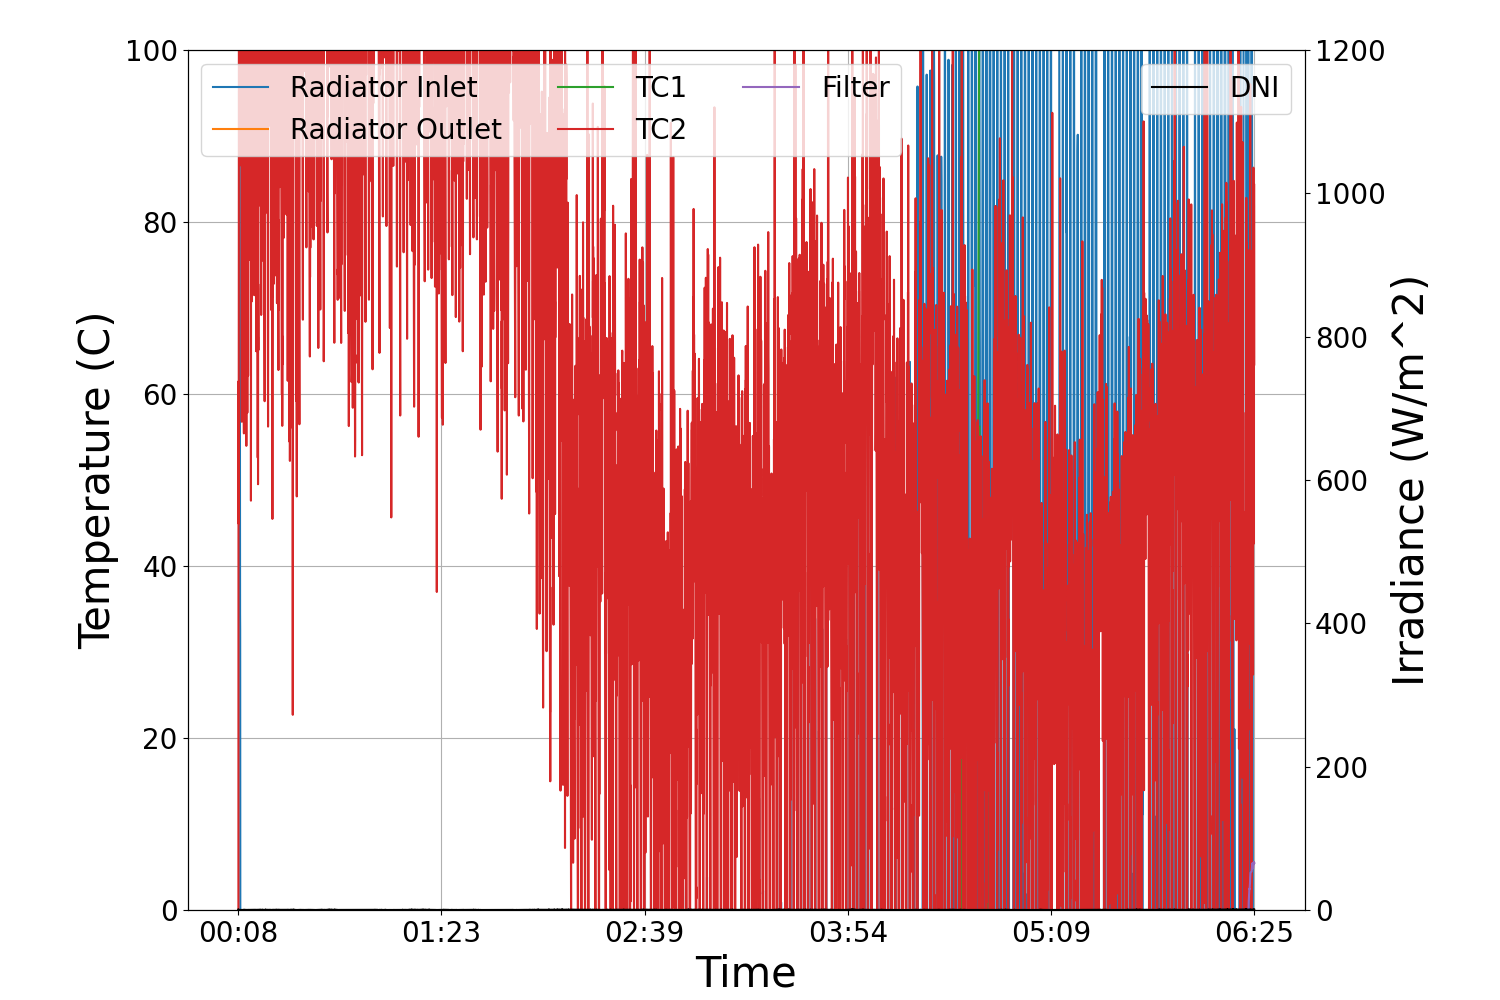 100
80
60
40
20
0
Temperature (C)
Radiator Inlet
Radiator Outlet
TC1
TC2
Filter
DNI
1200
1000
800
600
400
200
0
Irradiance (W/m^2)
00:08
01:23
02:39
03:54
05:09
06:25
Time